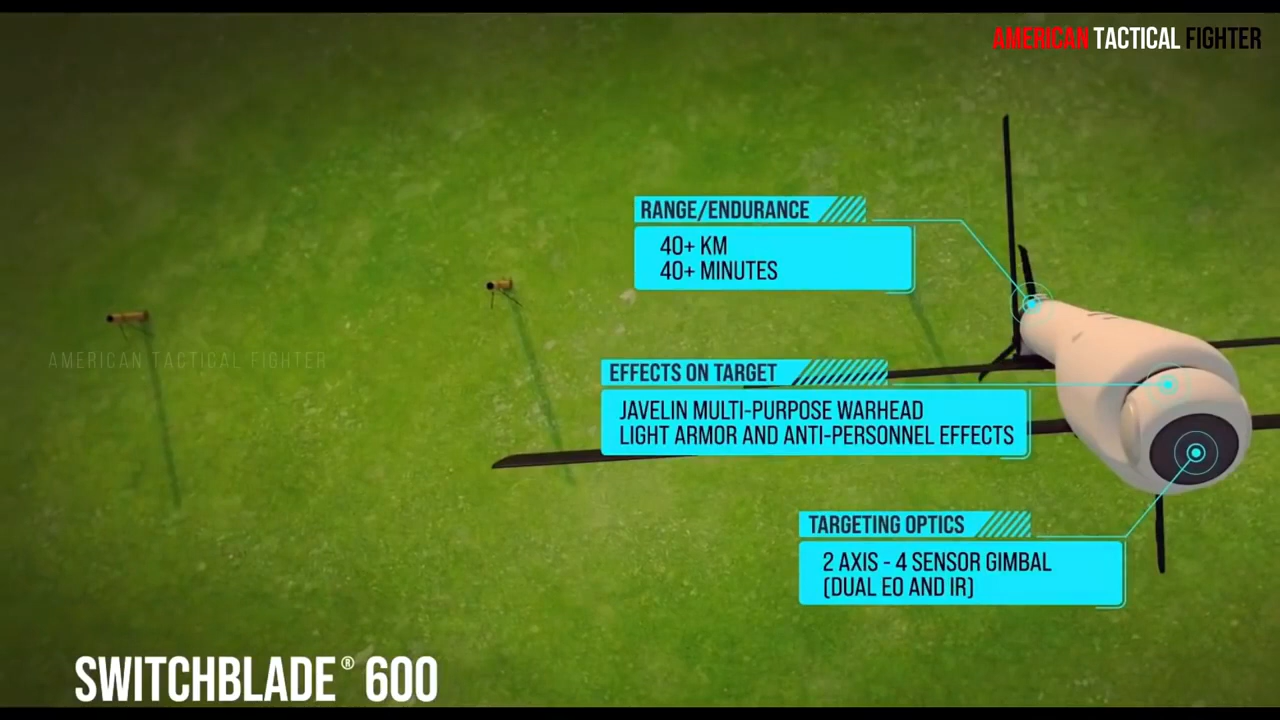 AMERICAN TACTICAL FIGHTER
RANGE/ENDURANCE
40+ KM
40+ MINUTES
AMERICAN TACTICAL FIGHTER
EFFECTS ON TARGET
JAVELIN MULTI-PURPOSE WARHEAD
LIGHT ARMOR AND ANTI-PERSONNEL EFFECTS
TARGETING OPTICS
2 AXIS - 4 SENSOR GIMBAL
(DUAL EO AND IR)
SWITCHBLADE® 600